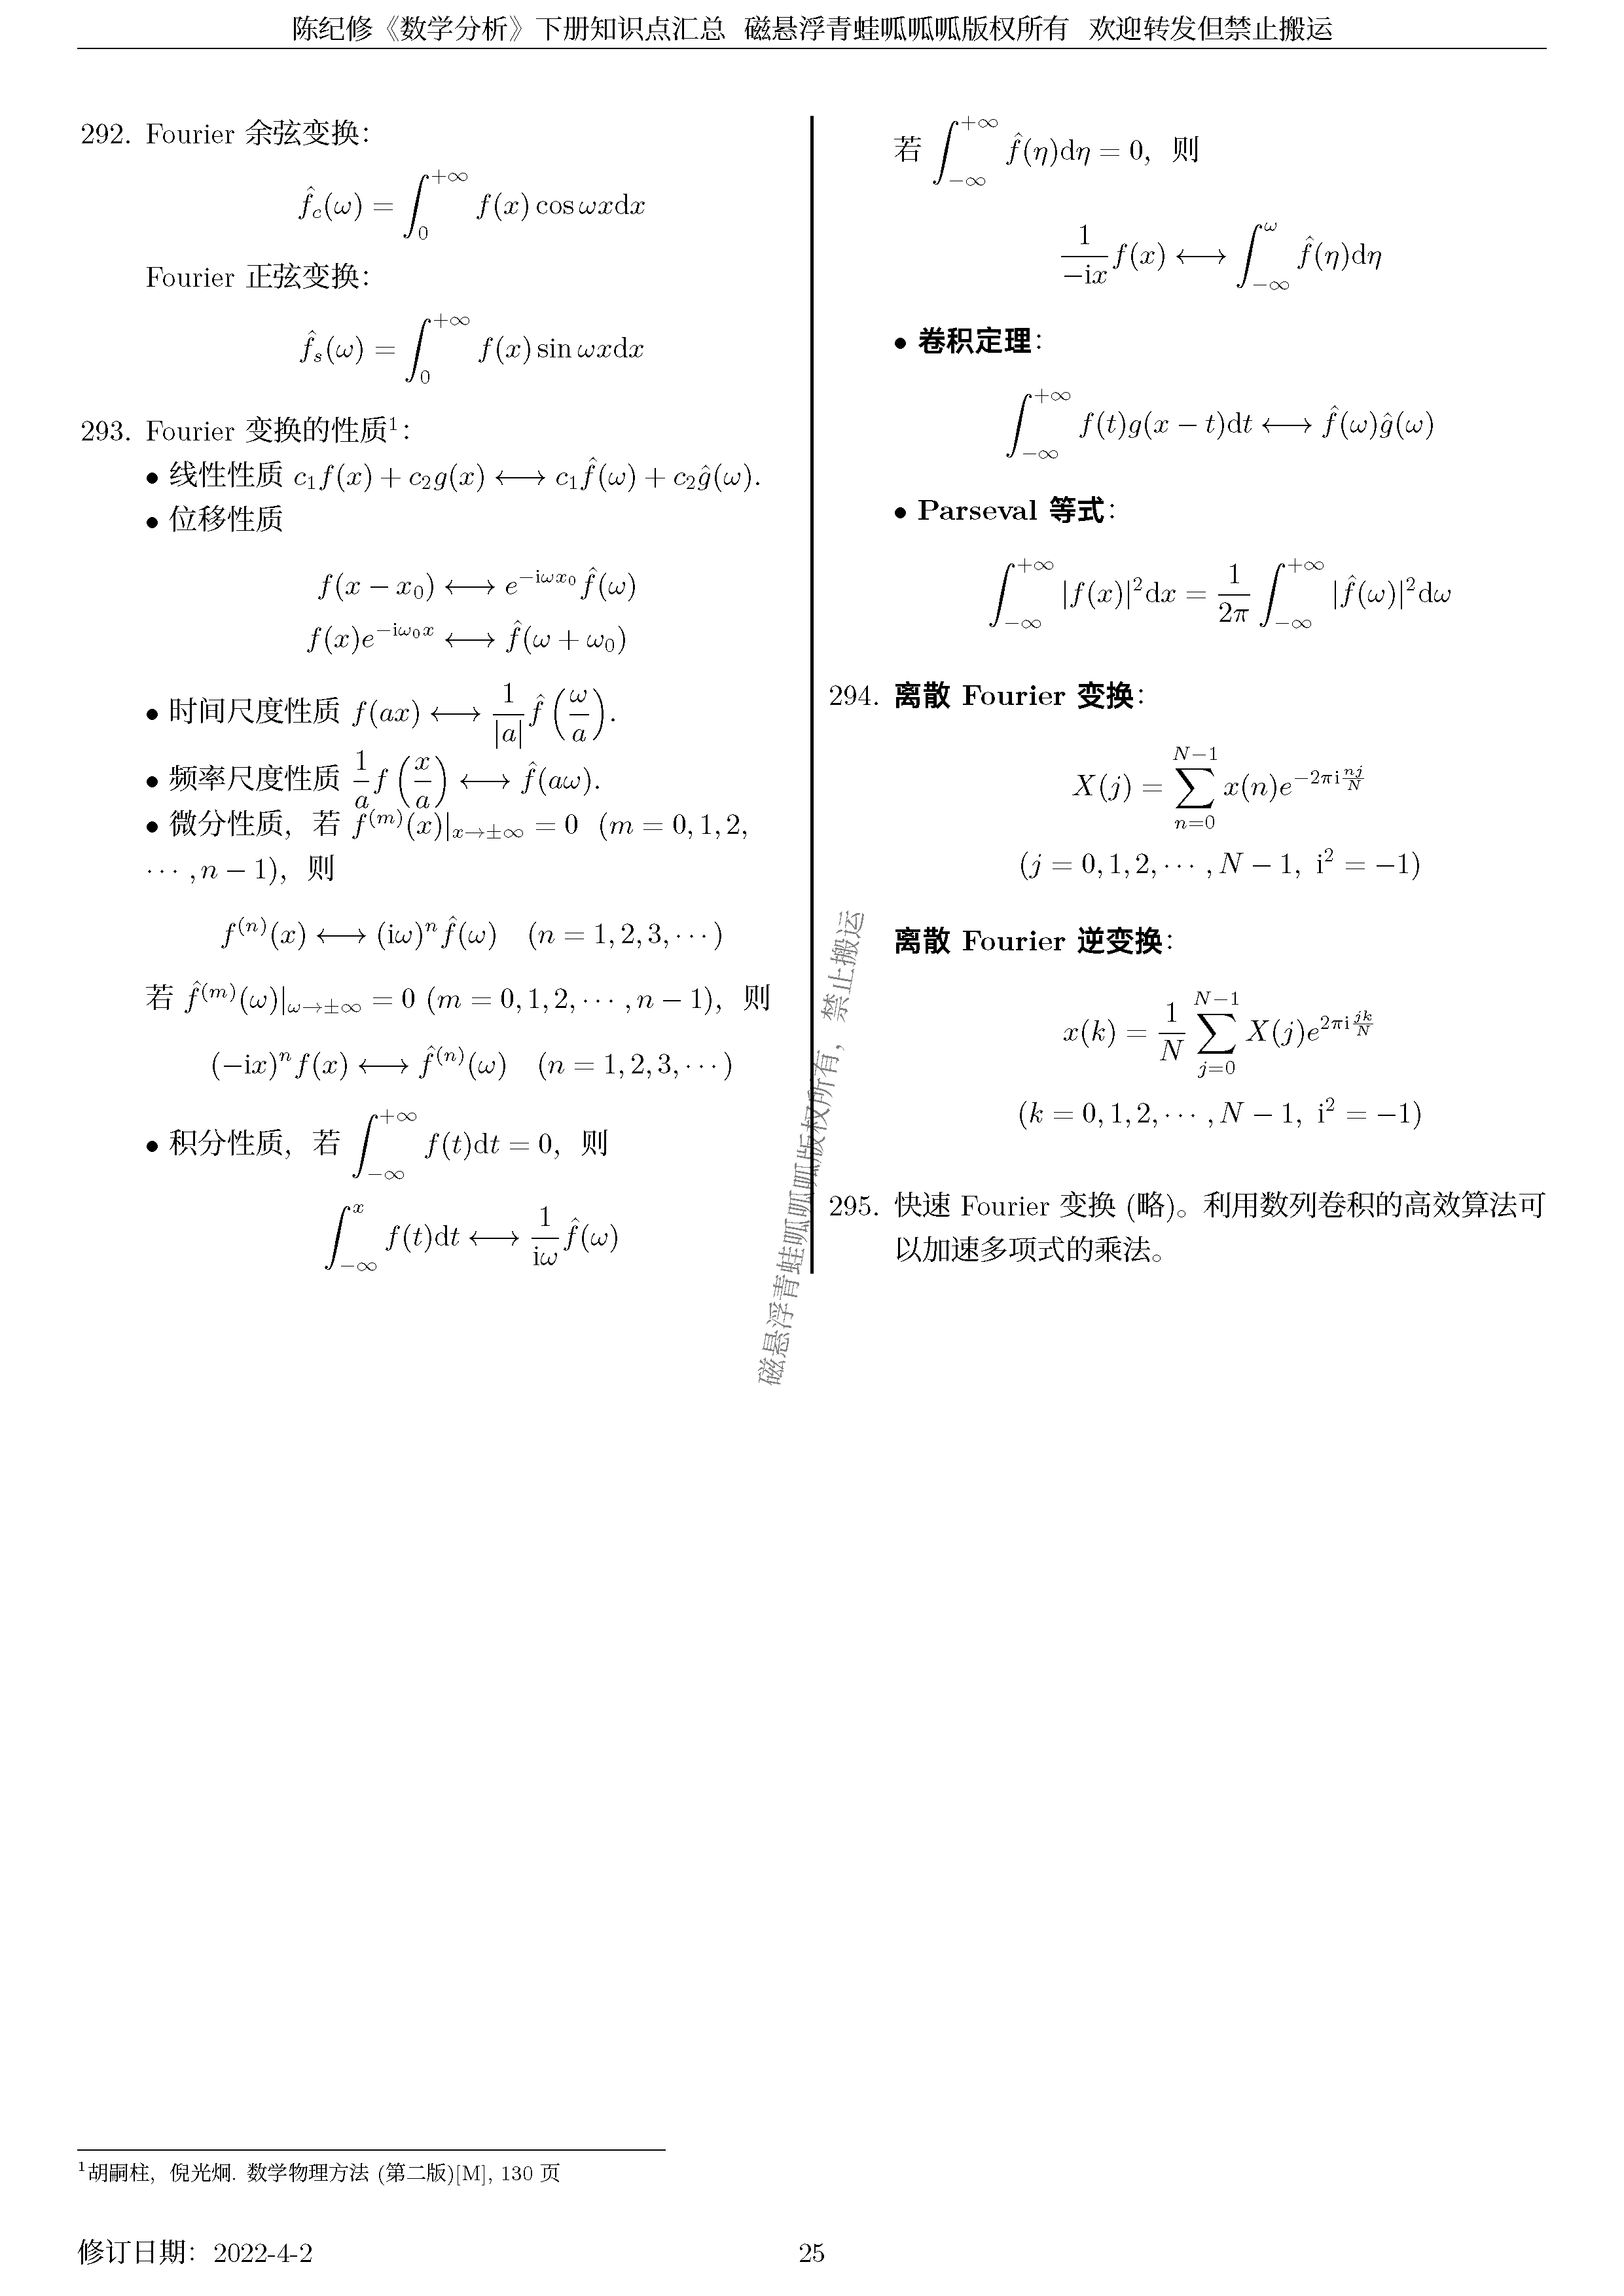 陈纪修《数学分析》下册知识点汇总 磁悬浮青蛙呱呱呱版权所有 欢迎转发但禁止搬运
292. Fourier 余弦变换：
$\hat{f}_c(\omega) = \int_0^{+\infty} f(x)\cos\omega x\mathrm{d}x$
Fourier 正弦变换：
$\hat{f}_s(\omega) = \int_0^{+\infty} f(x)\sin\omega x\mathrm{d}x$
293. Fourier 变换的性质¹：
• 线性性质 $c_1f(x) + c_2g(x) \longleftrightarrow c_1\hat{f}(\omega) + c_2\hat{g}(\omega)$.
• 位移性质
$f(x - x_0) \longleftrightarrow e^{-\mathrm{i}\omega x_0}\hat{f}(\omega)$
$f(x)e^{-\mathrm{i}\omega_0 x} \longleftrightarrow \hat{f}(\omega + \omega_0)$
• 时间尺度性质 $f(ax) \longleftrightarrow \frac{1}{|a|}\hat{f}\left(\frac{\omega}{a}\right)$.
• 频率尺度性质 $\frac{1}{a}f\left(\frac{x}{a}\right) \longleftrightarrow \hat{f}(a\omega)$.
• 微分性质，若 $f^{(m)}(x)|_{x\to\pm\infty} = 0$ $(m = 0, 1, 2,$
$\cdots, n - 1)$，则
$f^{(n)}(x) \longleftrightarrow (\mathrm{i}\omega)^n\hat{f}(\omega) \quad (n = 1, 2, 3, \cdots)$
若 $\hat{f}^{(m)}(\omega)|_{\omega\to\pm\infty} = 0$ $(m = 0, 1, 2, \cdots, n - 1)$，则
$(-\mathrm{i}x)^n f(x) \longleftrightarrow \hat{f}^{(n)}(\omega) \quad (n = 1, 2, 3, \cdots)$
• 积分性质，若 $\int_{-\infty}^{+\infty} f(t)\mathrm{d}t = 0$，则
$\int_{-\infty}^{x} f(t)\mathrm{d}t \longleftrightarrow \frac{1}{\mathrm{i}\omega}\hat{f}(\omega)$
若 $\int_{-\infty}^{+\infty} \hat{f}(\eta)\mathrm{d}\eta = 0$，则
$\frac{1}{-\mathrm{i}x}f(x) \longleftrightarrow \int_{-\infty}^{\omega} \hat{f}(\eta)\mathrm{d}\eta$
• 卷积定理：
$\int_{-\infty}^{+\infty} f(t)g(x - t)\mathrm{d}t \longleftrightarrow \hat{f}(\omega)\hat{g}(\omega)$
• Parseval 等式：
$\int_{-\infty}^{+\infty} |f(x)|^2\mathrm{d}x = \frac{1}{2\pi}\int_{-\infty}^{+\infty} |\hat{f}(\omega)|^2\mathrm{d}\omega$
294. 离散 Fourier 变换：
$X(j) = \sum_{n=0}^{N-1} x(n)e^{-2\pi\mathrm{i}\frac{nj}{N}}$
$(j = 0, 1, 2, \cdots, N - 1,\ \mathrm{i}^2 = -1)$
离散 Fourier 逆变换：
$x(k) = \frac{1}{N}\sum_{j=0}^{N-1} X(j)e^{2\pi\mathrm{i}\frac{jk}{N}}$
$(k = 0, 1, 2, \cdots, N - 1,\ \mathrm{i}^2 = -1)$
295. 快速 Fourier 变换 (略)。利用数列卷积的高效算法可
以加速多项式的乘法。
磁悬浮青蛙呱呱呱版权所有，禁止搬运
¹胡嗣柱，倪光炯. 数学物理方法 (第二版)[M], 130 页
修订日期：2022-4-2
25